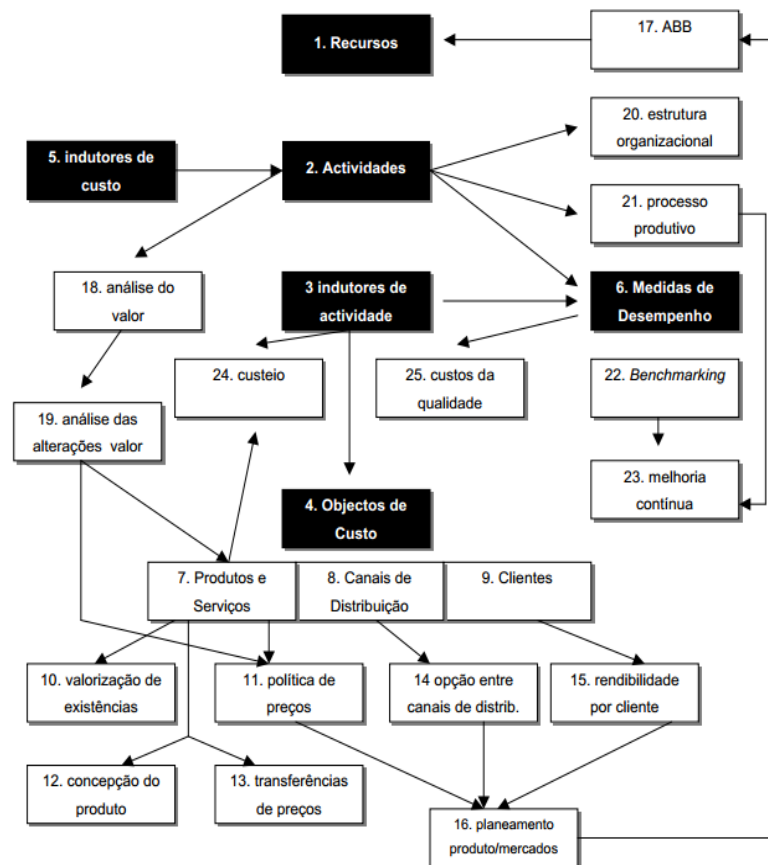 1. Recursos
17. ABB
20. estrutura
organizacional
5. indutores de
custo
2. Actividades
21. processo
produtivo
18. análise do
valor
3 indutores de
actividade
6. Medidas de
Desempenho
24. custeio
25. custos da
qualidade
22. Benchmarking
19. análise das
alterações valor
23. melhoria
contínua
4. Objectos de
Custo
7. Produtos e
Serviços
8. Canais de
Distribuição
9. Clientes
10. valorização de
existências
11. política de
preços
14 opção entre
canais de distrib.
15. rendibilidade
por cliente
12. concepção do
produto
13. transferências
de preços
16. planeamento
produto/mercados